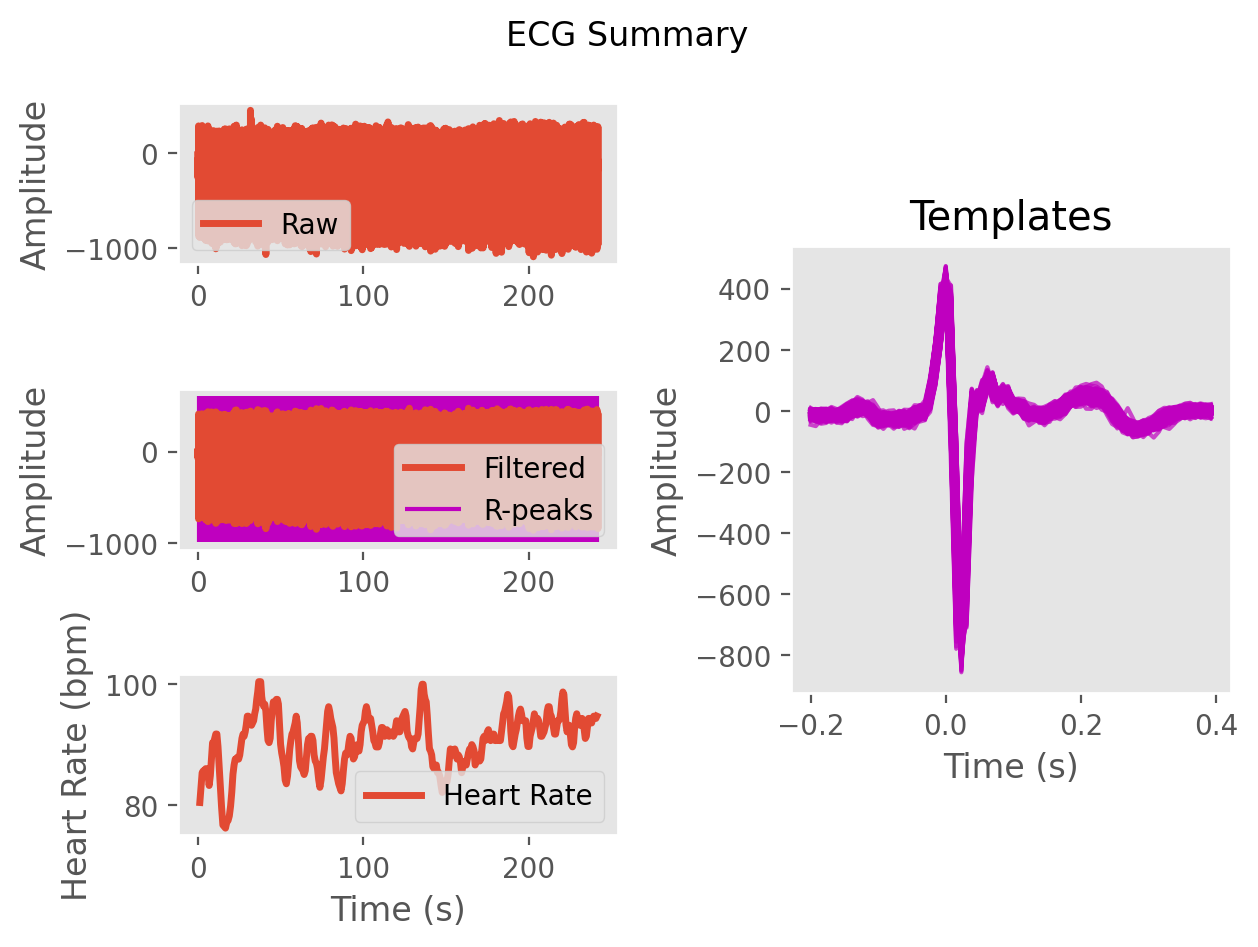 ECG Summary
Amplitude
0
−1000
Raw
0
100
200
Amplitude
0
−1000
Filtered
R-peaks
0
100
200
Heart Rate (bpm)
100
80
Heart Rate
0
100
200
Time (s)
Templates
Amplitude
400
200
0
−200
−400
−600
−800
−0.2
0.0
0.2
0.4
Time (s)